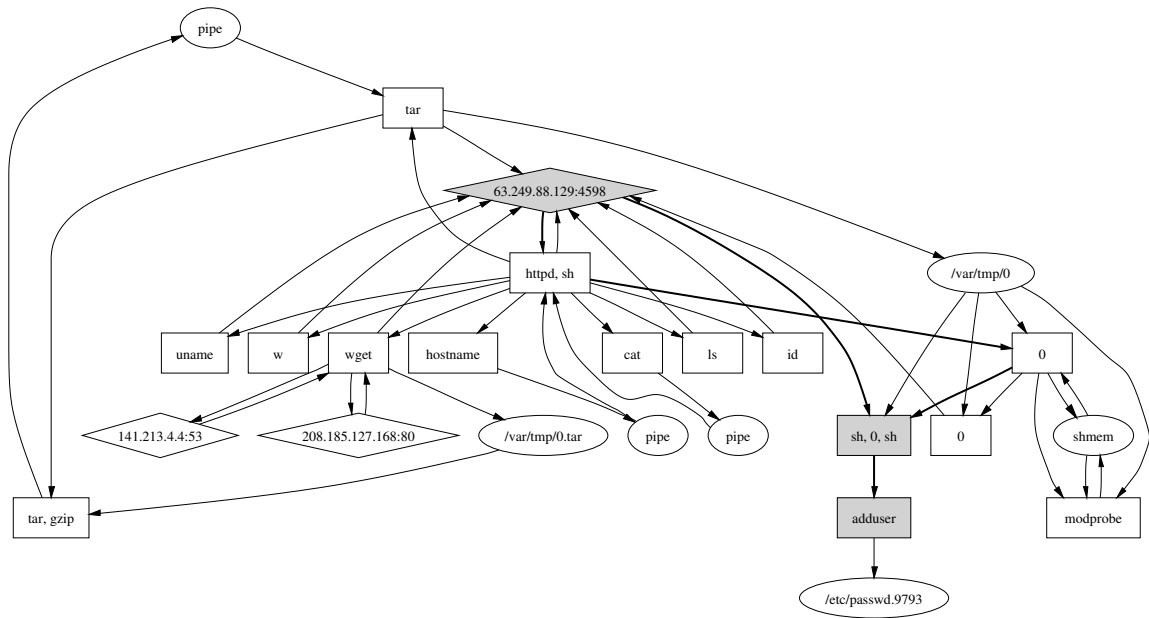 pipe
tar
63.249.88.129:4598
httpd, sh
/var/tmp/0
uname
w
wget
hostname
cat
ls
id
0
141.213.4.4:53
208.185.127.168:80
/var/tmp/0.tar
pipe
pipe
sh, 0, sh
0
shmem
tar, gzip
adduser
modprobe
/etc/passwd.9793